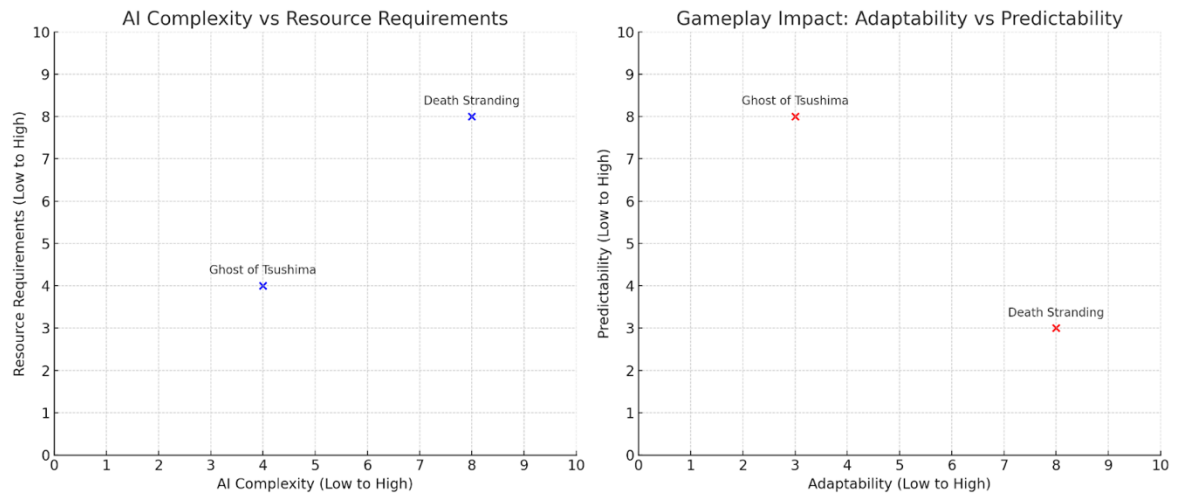 AI Complexity vs Resource Requirements
10
9
8
7
6
5
4
3
2
1
0
Resource Requirements (Low to High)
Death Stranding
Ghost of Tsushima
0 1 2 3 4 5 6 7 8 9 10
AI Complexity (Low to High)
Gameplay Impact: Adaptability vs Predictability
10
9
8
7
6
5
4
3
2
1
0
Predictability (Low to High)
Ghost of Tsushima
Death Stranding
0 1 2 3 4 5 6 7 8 9 10
Adaptability (Low to High)